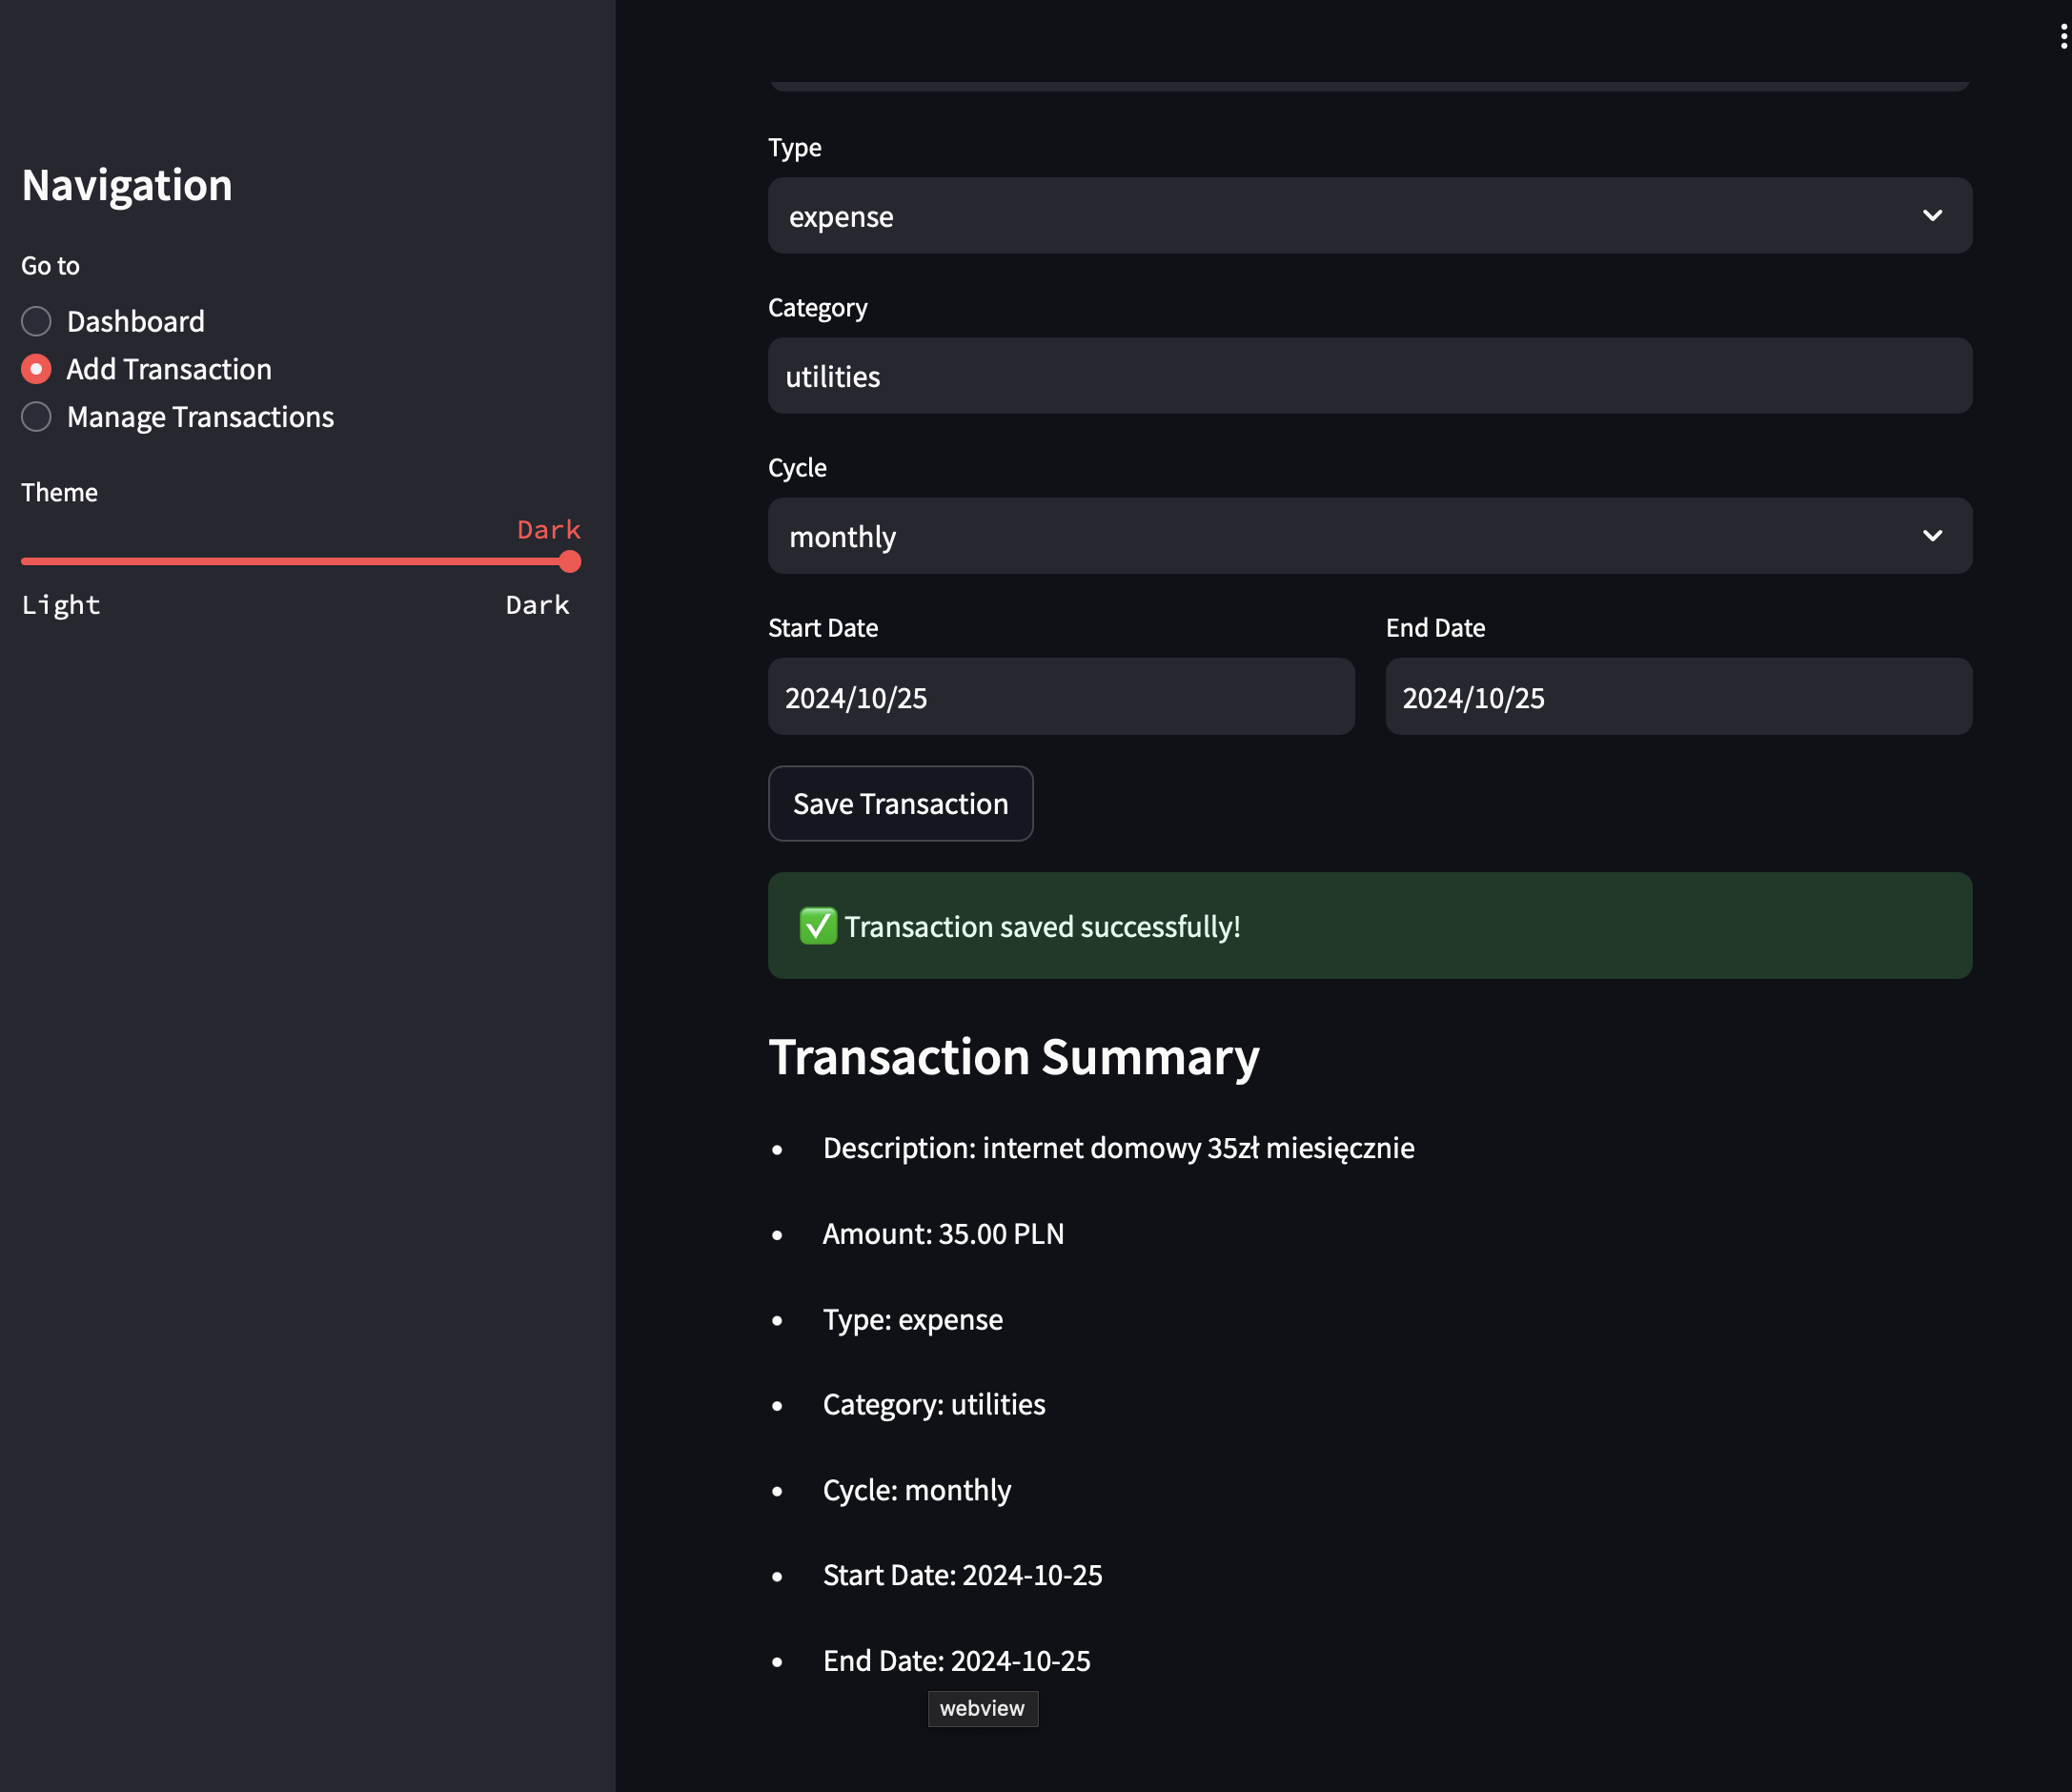 Navigation
Go to
Dashboard
Add Transaction
Manage Transactions
Theme
Dark
Light Dark
Type
expense
Category
utilities
Cycle
monthly
Start Date End Date
2024/10/25 2024/10/25
Save Transaction
✅ Transaction saved successfully!
Transaction Summary
• Description: internet domowy 35zł miesięcznie
• Amount: 35.00 PLN
• Type: expense
• Category: utilities
• Cycle: monthly
• Start Date: 2024-10-25
• End Date: 2024-10-25
webview